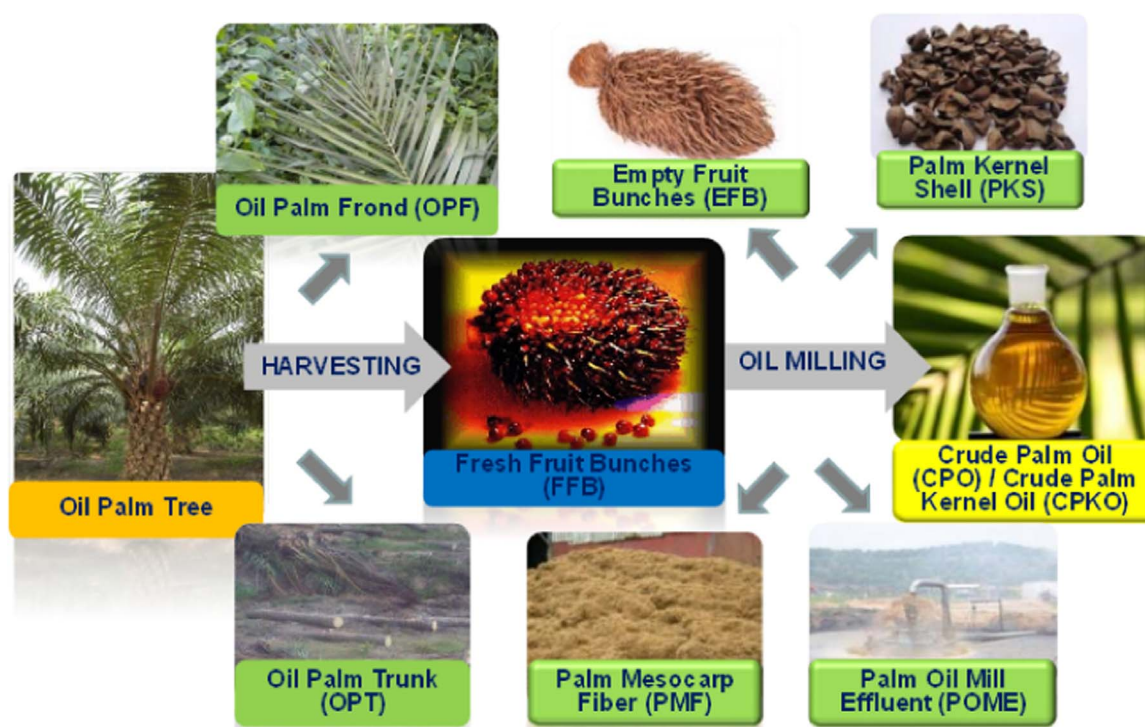 Oil Palm Frond (OPF)
Empty Fruit
Bunches (EFB)
Palm Kernel
Shell (PKS)
HARVESTING
OIL MILLING
Fresh Fruit Bunches
(FFB)
Crude Palm Oil
(CPO) / Crude Palm
Kernel Oil (CPKO)
Oil Palm Tree
Oil Palm Trunk
(OPT)
Palm Mesocarp
Fiber (PMF)
Palm Oil Mill
Effluent (POME)